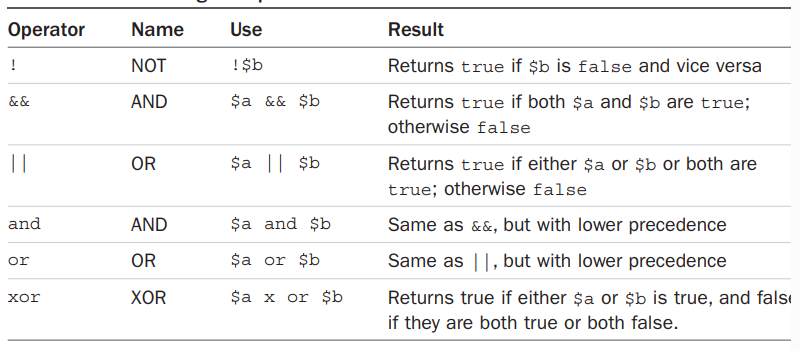 Operator Name Use Result
! NOT !$b Returns true if $b is false and vice versa
&& AND $a && $b Returns true if both $a and $b are true;
otherwise false
|| OR $a || $b Returns true if either $a or $b or both are
true; otherwise false
and AND $a and $b Same as &&, but with lower precedence
or OR $a or $b Same as ||, but with lower precedence
xor XOR $a x or $b Returns true if either $a or $b is true, and false
if they are both true or both false.